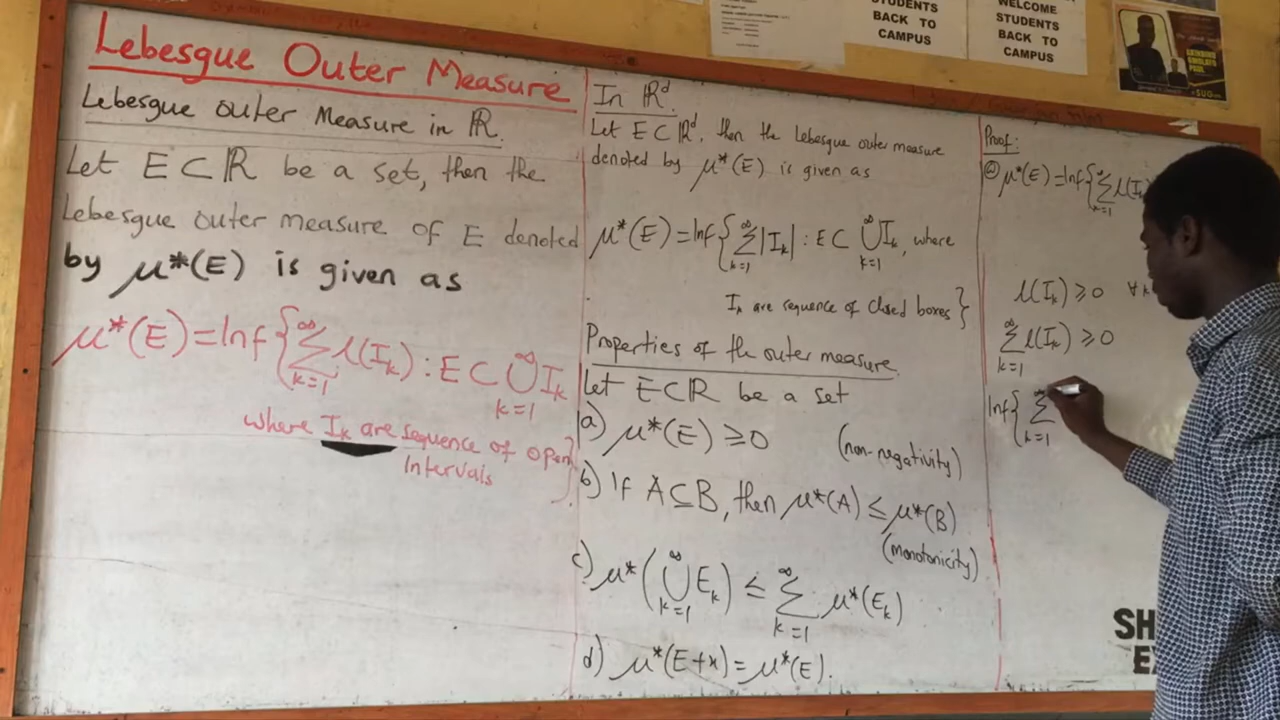 STUDENTS
BACK TO
CAMPUS
WELCOME
STUDENTS
BACK TO
CAMPUS
SUG
Lebesgue Outer Measure
Lebesgue outer Measure in ℝ.
Let E ⊂ ℝ be a set, then the
Lebesgue outer measure of E denoted
by μ*(E) is given as
μ*(E)=Inf{∑_{k=1}^{∞} l(I_k) : E ⊂ ⋃_{k=1}^{∞} I_k
where I_k are sequence of open
intervals}
In ℝ^d.
Let E ⊂ ℝ^d, then the Lebesgue outer measure
denoted by μ*(E) is given as
μ*(E)=Inf{∑_{k=1}^{∞} |I_k| : E ⊂ ⋃_{k=1}^{∞} I_k, where
I_k are sequence of closed boxes}
Properties of the outer measure
Let E ⊂ ℝ be a set
a) μ*(E) ≥ 0 (non-negativity)
b) If A ⊆ B, then μ*(A) ≤ μ*(B)
(monotonicity)
c) μ*(⋃_{k=1}^{∞} E_k) ≤ ∑_{k=1}^{∞} μ*(E_k)
d) μ*(E+x) = μ*(E).
Proof:
ⓐ μ*(E)=Inf{∑_{k=1}^{∞} l(I_k)
l(I_k) ≥ 0 ∀ k
∑_{k=1}^{∞} l(I_k) ≥ 0
Inf{∑_{k=1}^{∞}
SH
E